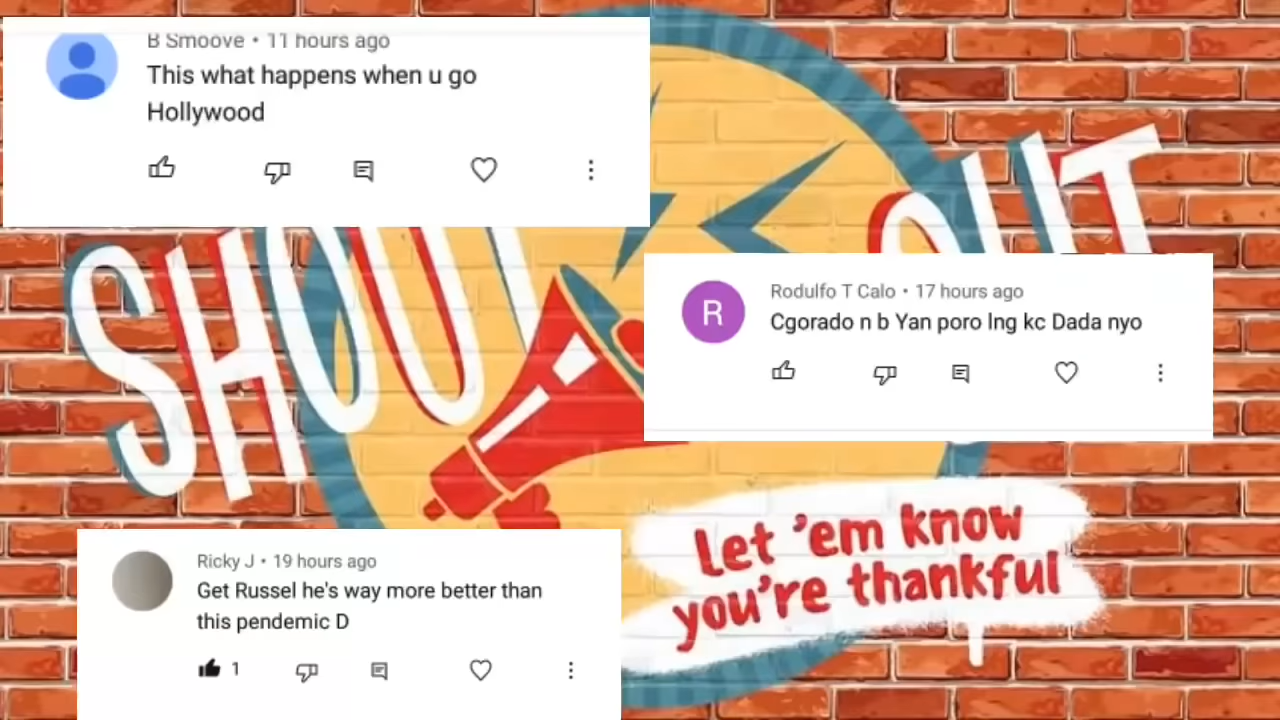 B Smoove • 11 hours ago
This what happens when u go
Hollywood
SHOUT OUT
Rodulfo T Calo • 17 hours ago
R
Cgorado n b Yan poro lng kc Dada nyo
Let 'em know
you're thankful
Ricky J • 19 hours ago
Get Russel he's way more better than
this pendemic D
1